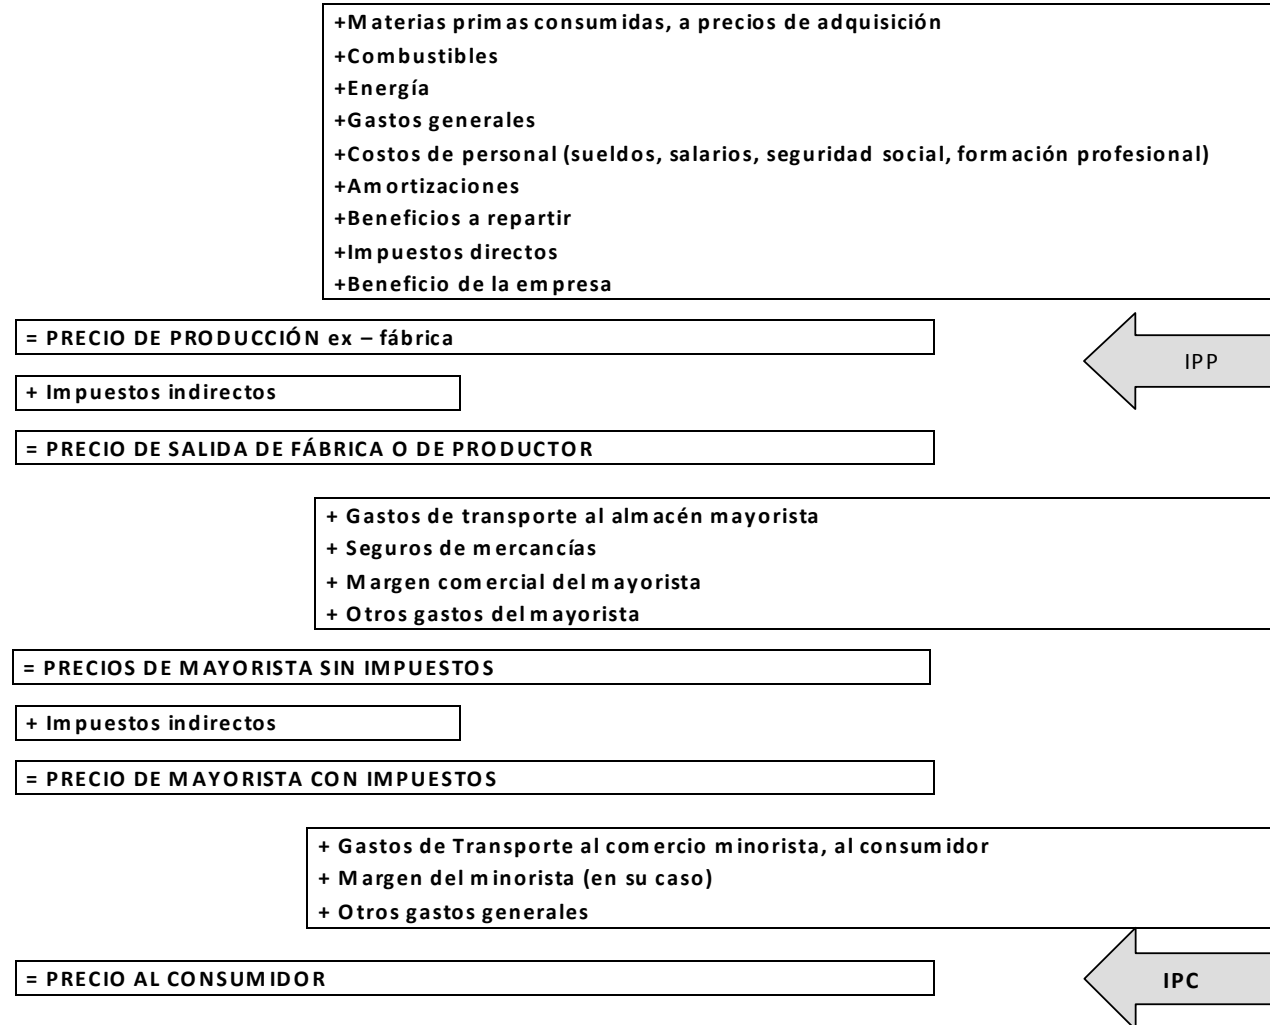 +Materias primas consumidas, a precios de adquisición
+Combustibles
+Energía
+Gastos generales
+Costos de personal (sueldos, salarios, seguridad social, formación profesional)
+Amortizaciones
+Beneficios a repartir
+Impuestos directos
+Beneficio de la empresa
= PRECIO DE PRODUCCIÓN ex – fábrica
IPP
+ Impuestos indirectos
= PRECIO DE SALIDA DE FÁBRICA O DE PRODUCTOR
+ Gastos de transporte al almacén mayorista
+ Seguros de mercancías
+ Margen comercial del mayorista
+ Otros gastos del mayorista
= PRECIOS DE MAYORISTA SIN IMPUESTOS
+ Impuestos indirectos
= PRECIO DE MAYORISTA CON IMPUESTOS
+ Gastos de Transporte al comercio minorista, al consumidor
+ Margen del minorista (en su caso)
+ Otros gastos generales
= PRECIO AL CONSUMIDOR
IPC